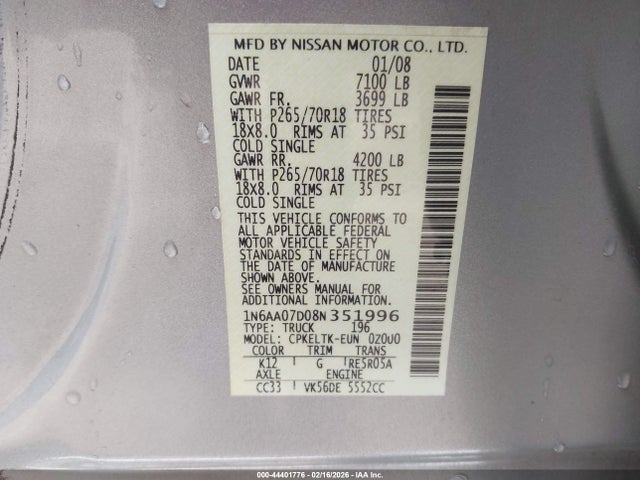 MFD BY NISSAN MOTOR CO., LTD.
DATE 01/08
GVWR 7100 LB
GAWR FR. 3699 LB
WITH P265/70R18 TIRES
18X8.0 RIMS AT 35 PSI
COLD SINGLE
GAWR RR. 4200 LB
WITH P265/70R18 TIRES
18X8.0 RIMS AT 35 PSI
COLD SINGLE
THIS VEHICLE CONFORMS TO
ALL APPLICABLE FEDERAL
MOTOR VEHICLE SAFETY
STANDARDS IN EFFECT ON
THE DATE OF MANUFACTURE
SHOWN ABOVE.
SEE OWNERS MANUAL FOR
ADDITIONAL INFORMATION
1N6AA07D08N351996
TYPE: TRUCK 196
MODEL: CPKELTK-EUN 02000
COLOR TRIM TRANS
K12 G RE5R05A
AXLE ENGINE
CC33 VK56DE 5552CC
000-44401776 - 02/16/2026 - IAA Inc.